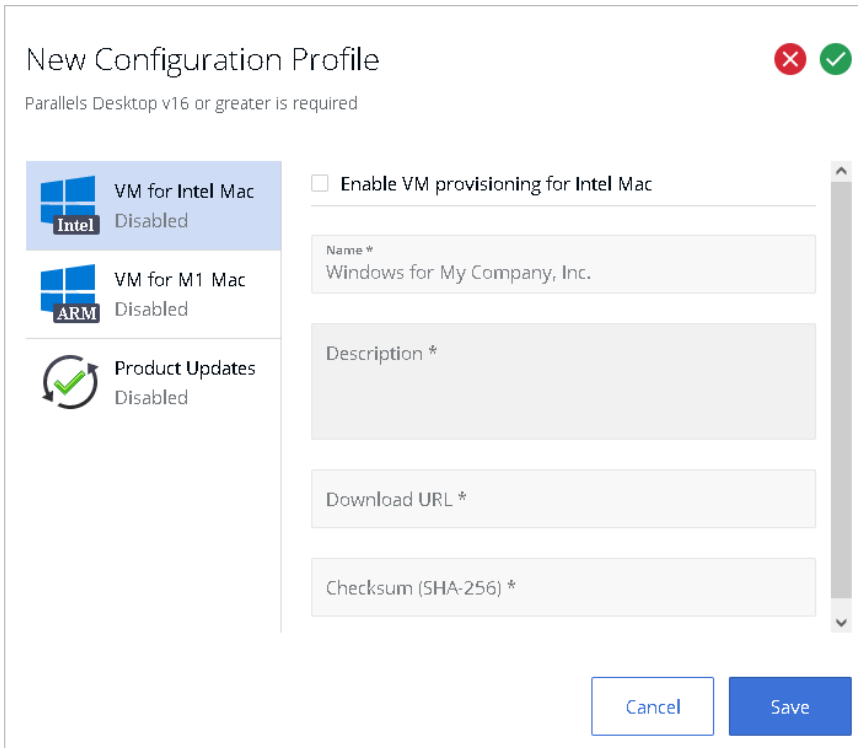 New Configuration Profile
Parallels Desktop v16 or greater is required
VM for Intel Mac
Disabled
Intel
VM for M1 Mac
Disabled
ARM
Product Updates
Disabled
Enable VM provisioning for Intel Mac
Name *
Windows for My Company, Inc.
Description *
Download URL *
Checksum (SHA-256) *
Cancel
Save